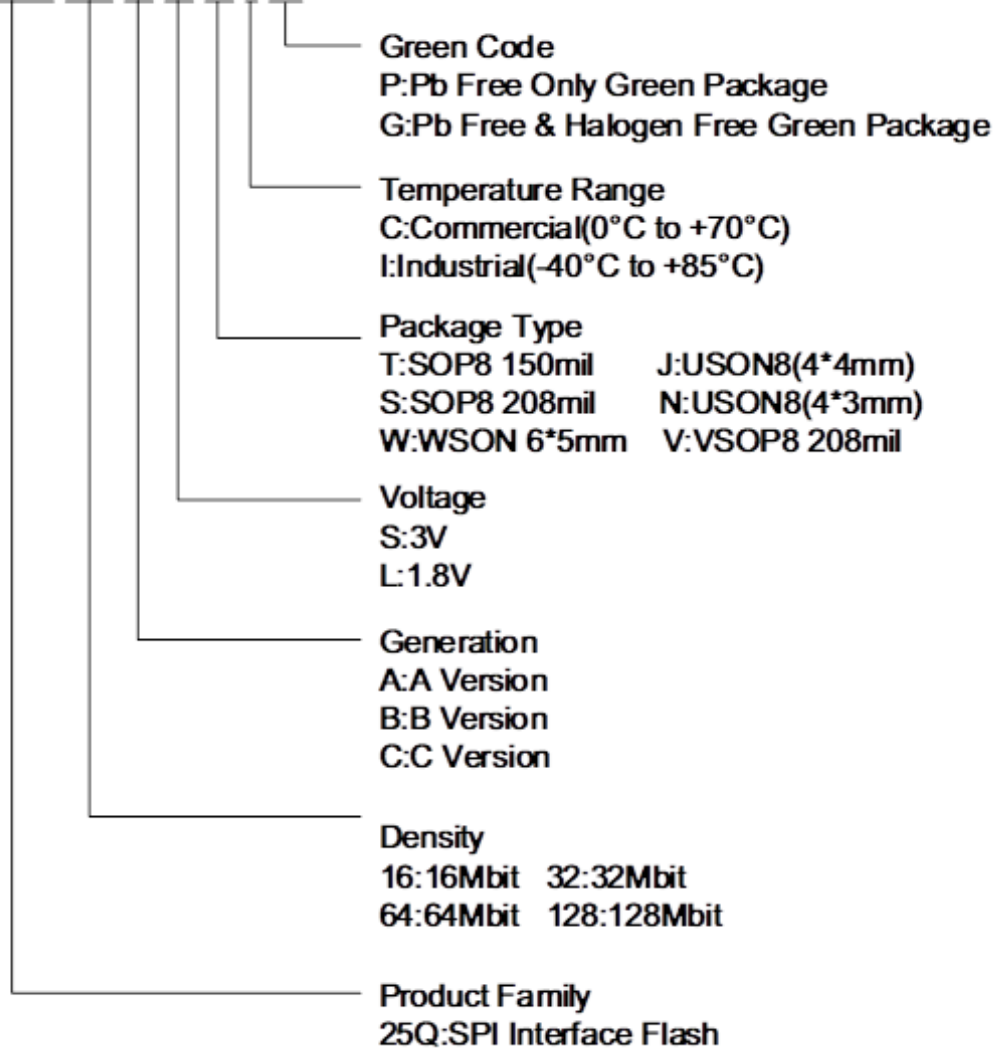 Green Code
P:Pb Free Only Green Package
G:Pb Free & Halogen Free Green Package
Temperature Range
C:Commercial(0°C to +70°C)
I:Industrial(-40°C to +85°C)
Package Type
T:SOP8 150mil J:USON8(4*4mm)
S:SOP8 208mil N:USON8(4*3mm)
W:WSON 6*5mm V:VSOP8 208mil
Voltage
S:3V
L:1.8V
Generation
A:A Version
B:B Version
C:C Version
Density
16:16Mbit 32:32Mbit
64:64Mbit 128:128Mbit
Product Family
25Q:SPI Interface Flash